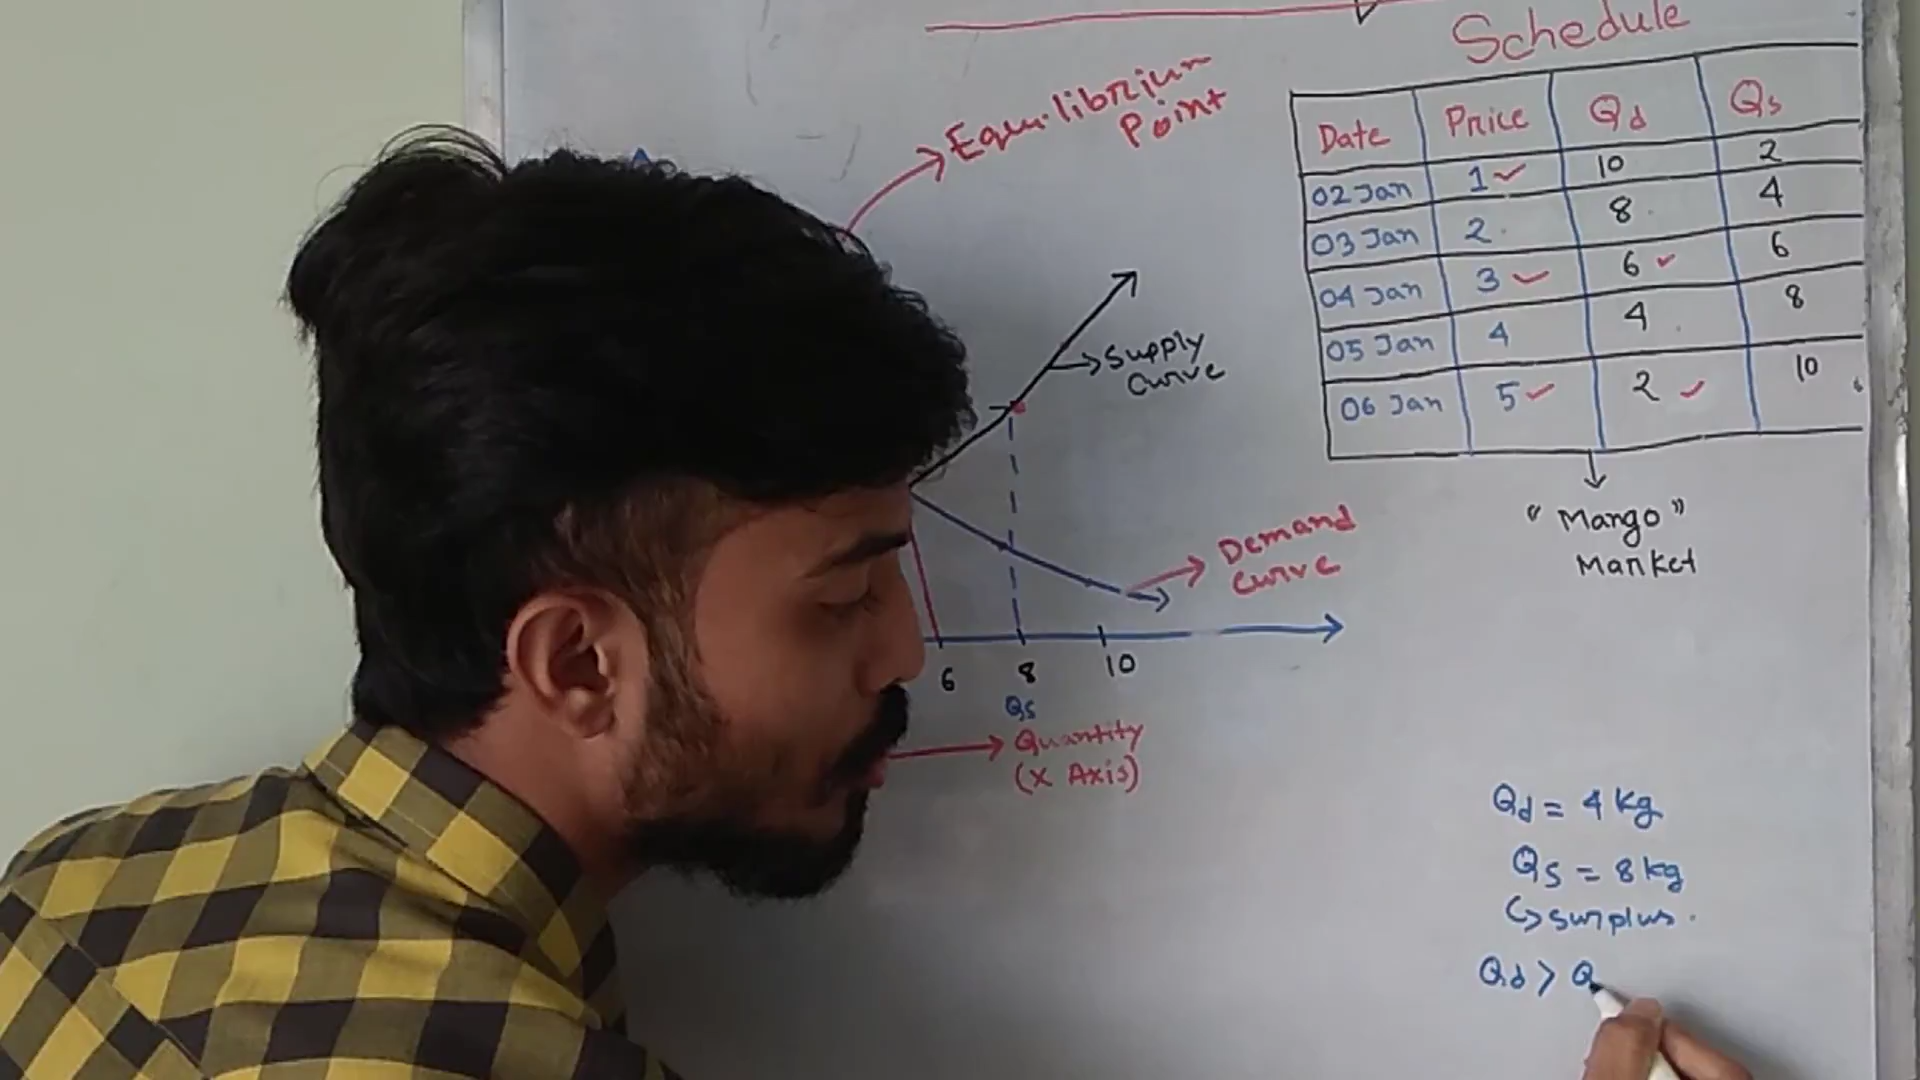 Schedule
Date Price Qd Qs
02 Jan 1 10 2
03 Jan 2 8 4
04 Jan 3 6 6
05 Jan 4 4 8
06 Jan 5 2 10
"Mango"
Market
Equilibrium
Point
Supply
Curve
Demand
Curve
6 8 10
Qs
Quantity
(X Axis)
Qd = 4 Kg
Qs = 8 kg
surplus.
Qd > Q